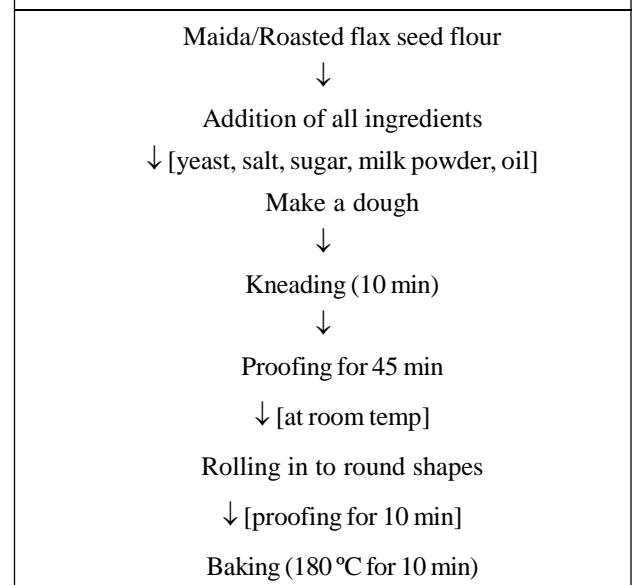 Maida/Roasted flax seed flour
↓
Addition of all ingredients
↓ [yeast, salt, sugar, milk powder, oil]
Make a dough
↓
Kneading (10 min)
↓
Proofing for 45 min
↓ [at room temp]
Rolling in to round shapes
↓ [proofing for 10 min]
Baking (180 ºC for 10 min)